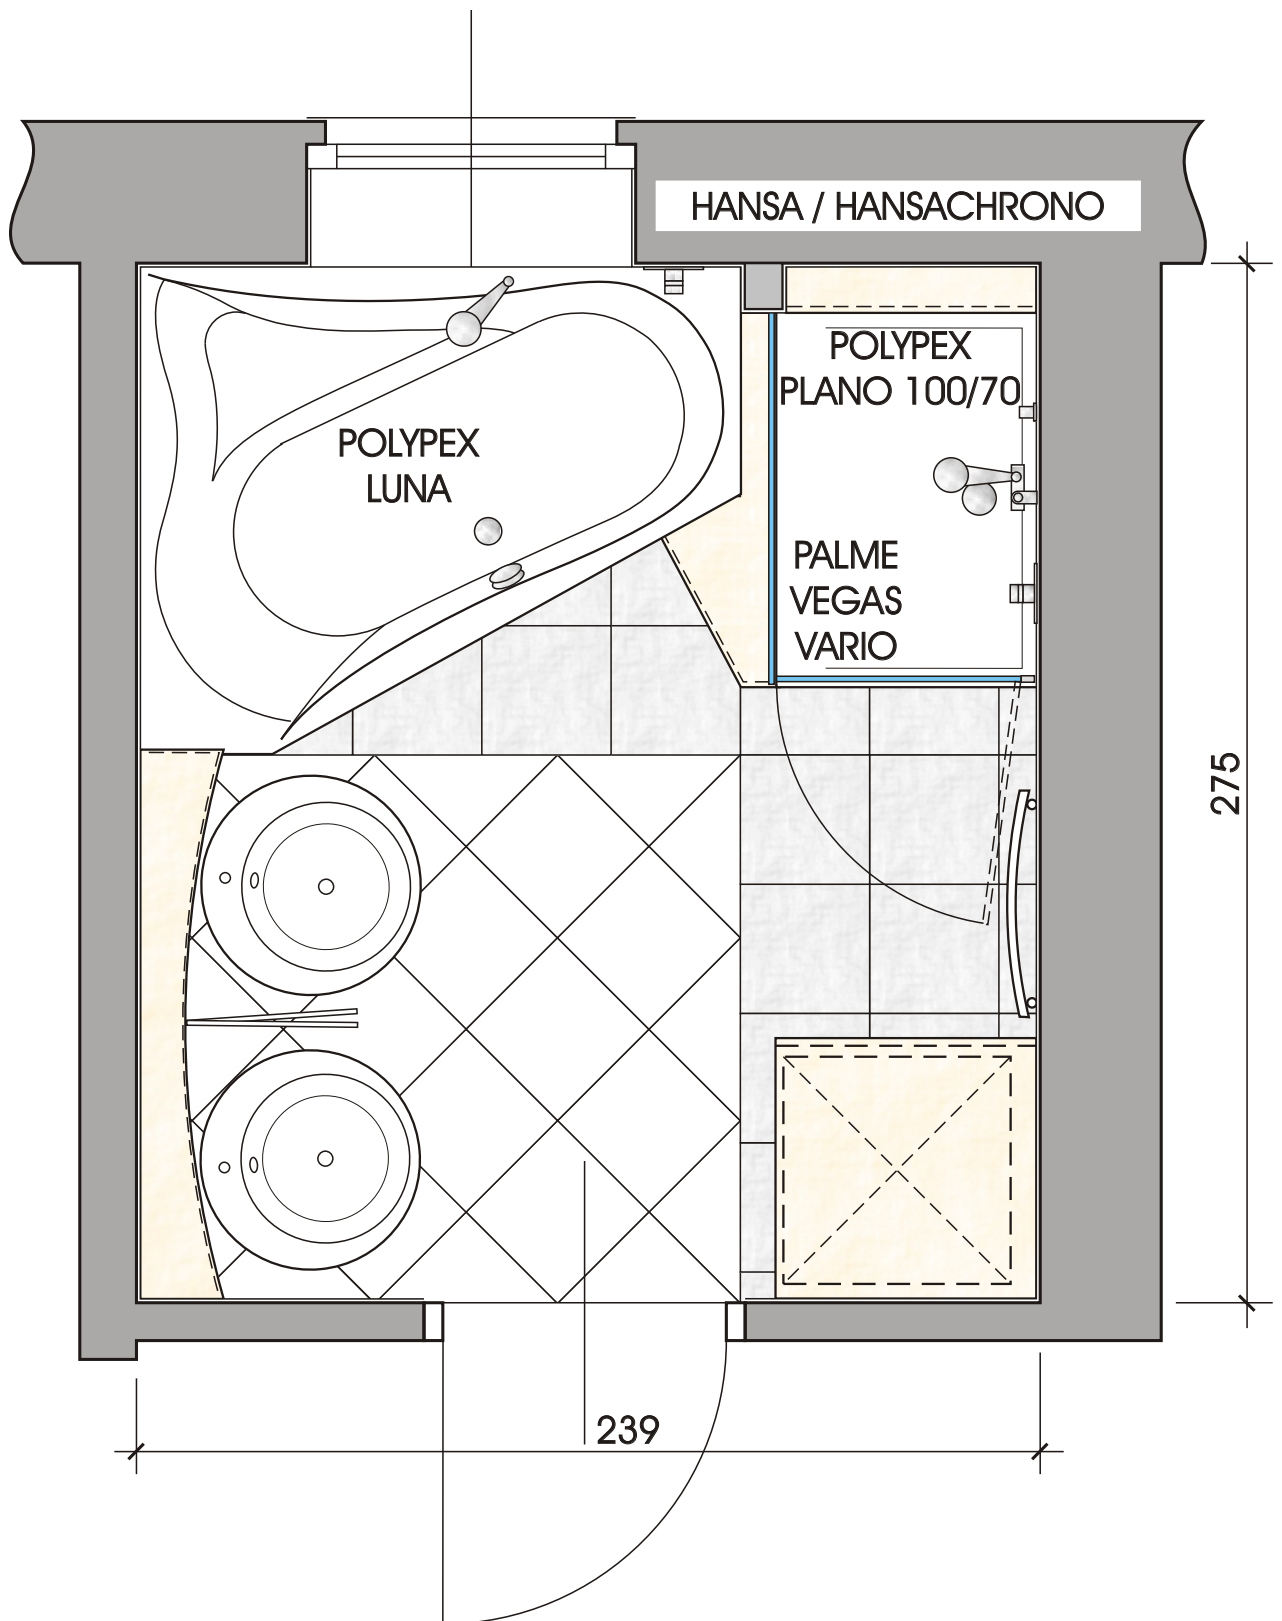 HANSA / HANSACHRONO
POLYPEX
PLANO 100/70
POLYPEX
LUNA
PALME
VEGAS
VARIO
275
239